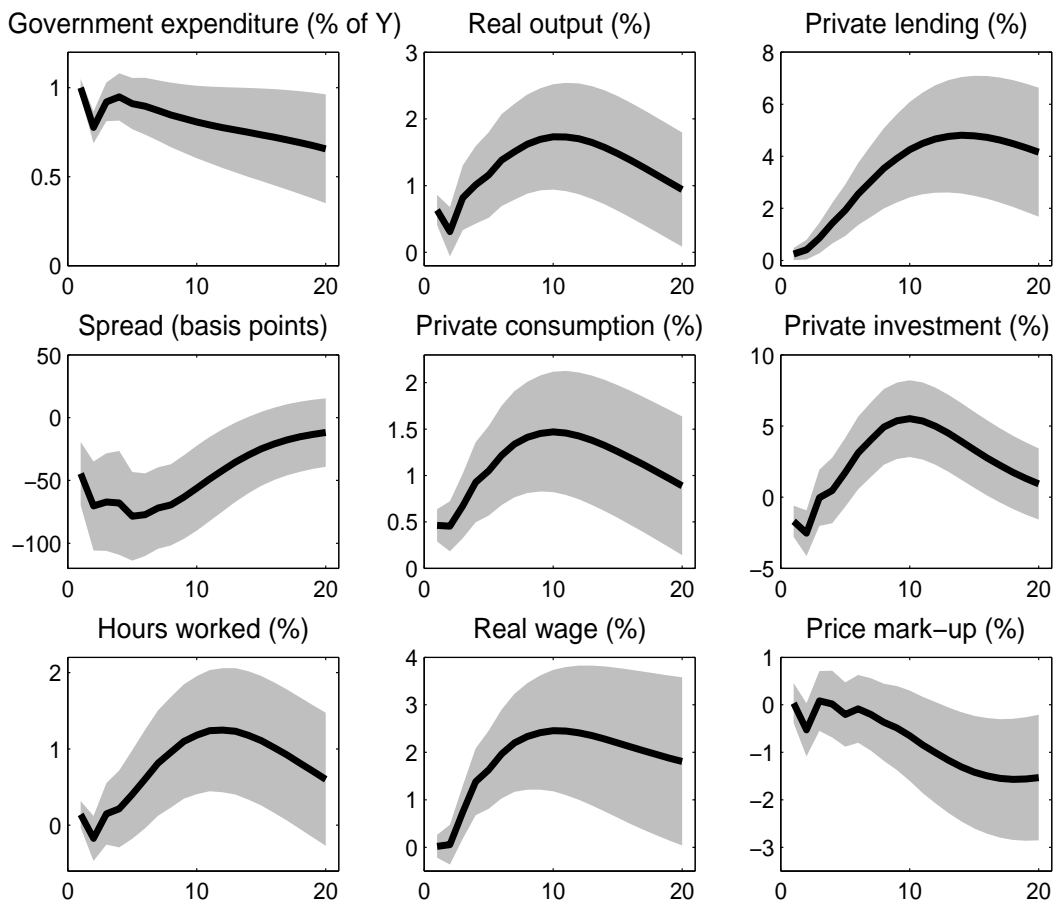 Government expenditure (% of Y)
Real output (%)
Private lending (%)
1
0.5
0
0 10 20
3
2
1
0
0 10 20
8
6
4
2
0
0 10 20
Spread (basis points)
Private consumption (%)
Private investment (%)
50
0
−50
−100
0 10 20
2
1.5
1
0.5
0
0 10 20
10
5
0
−5
0 10 20
Hours worked (%)
Real wage (%)
Price mark−up (%)
2
1
0
0 10 20
4
3
2
1
0
0 10 20
1
0
−1
−2
−3
0 10 20